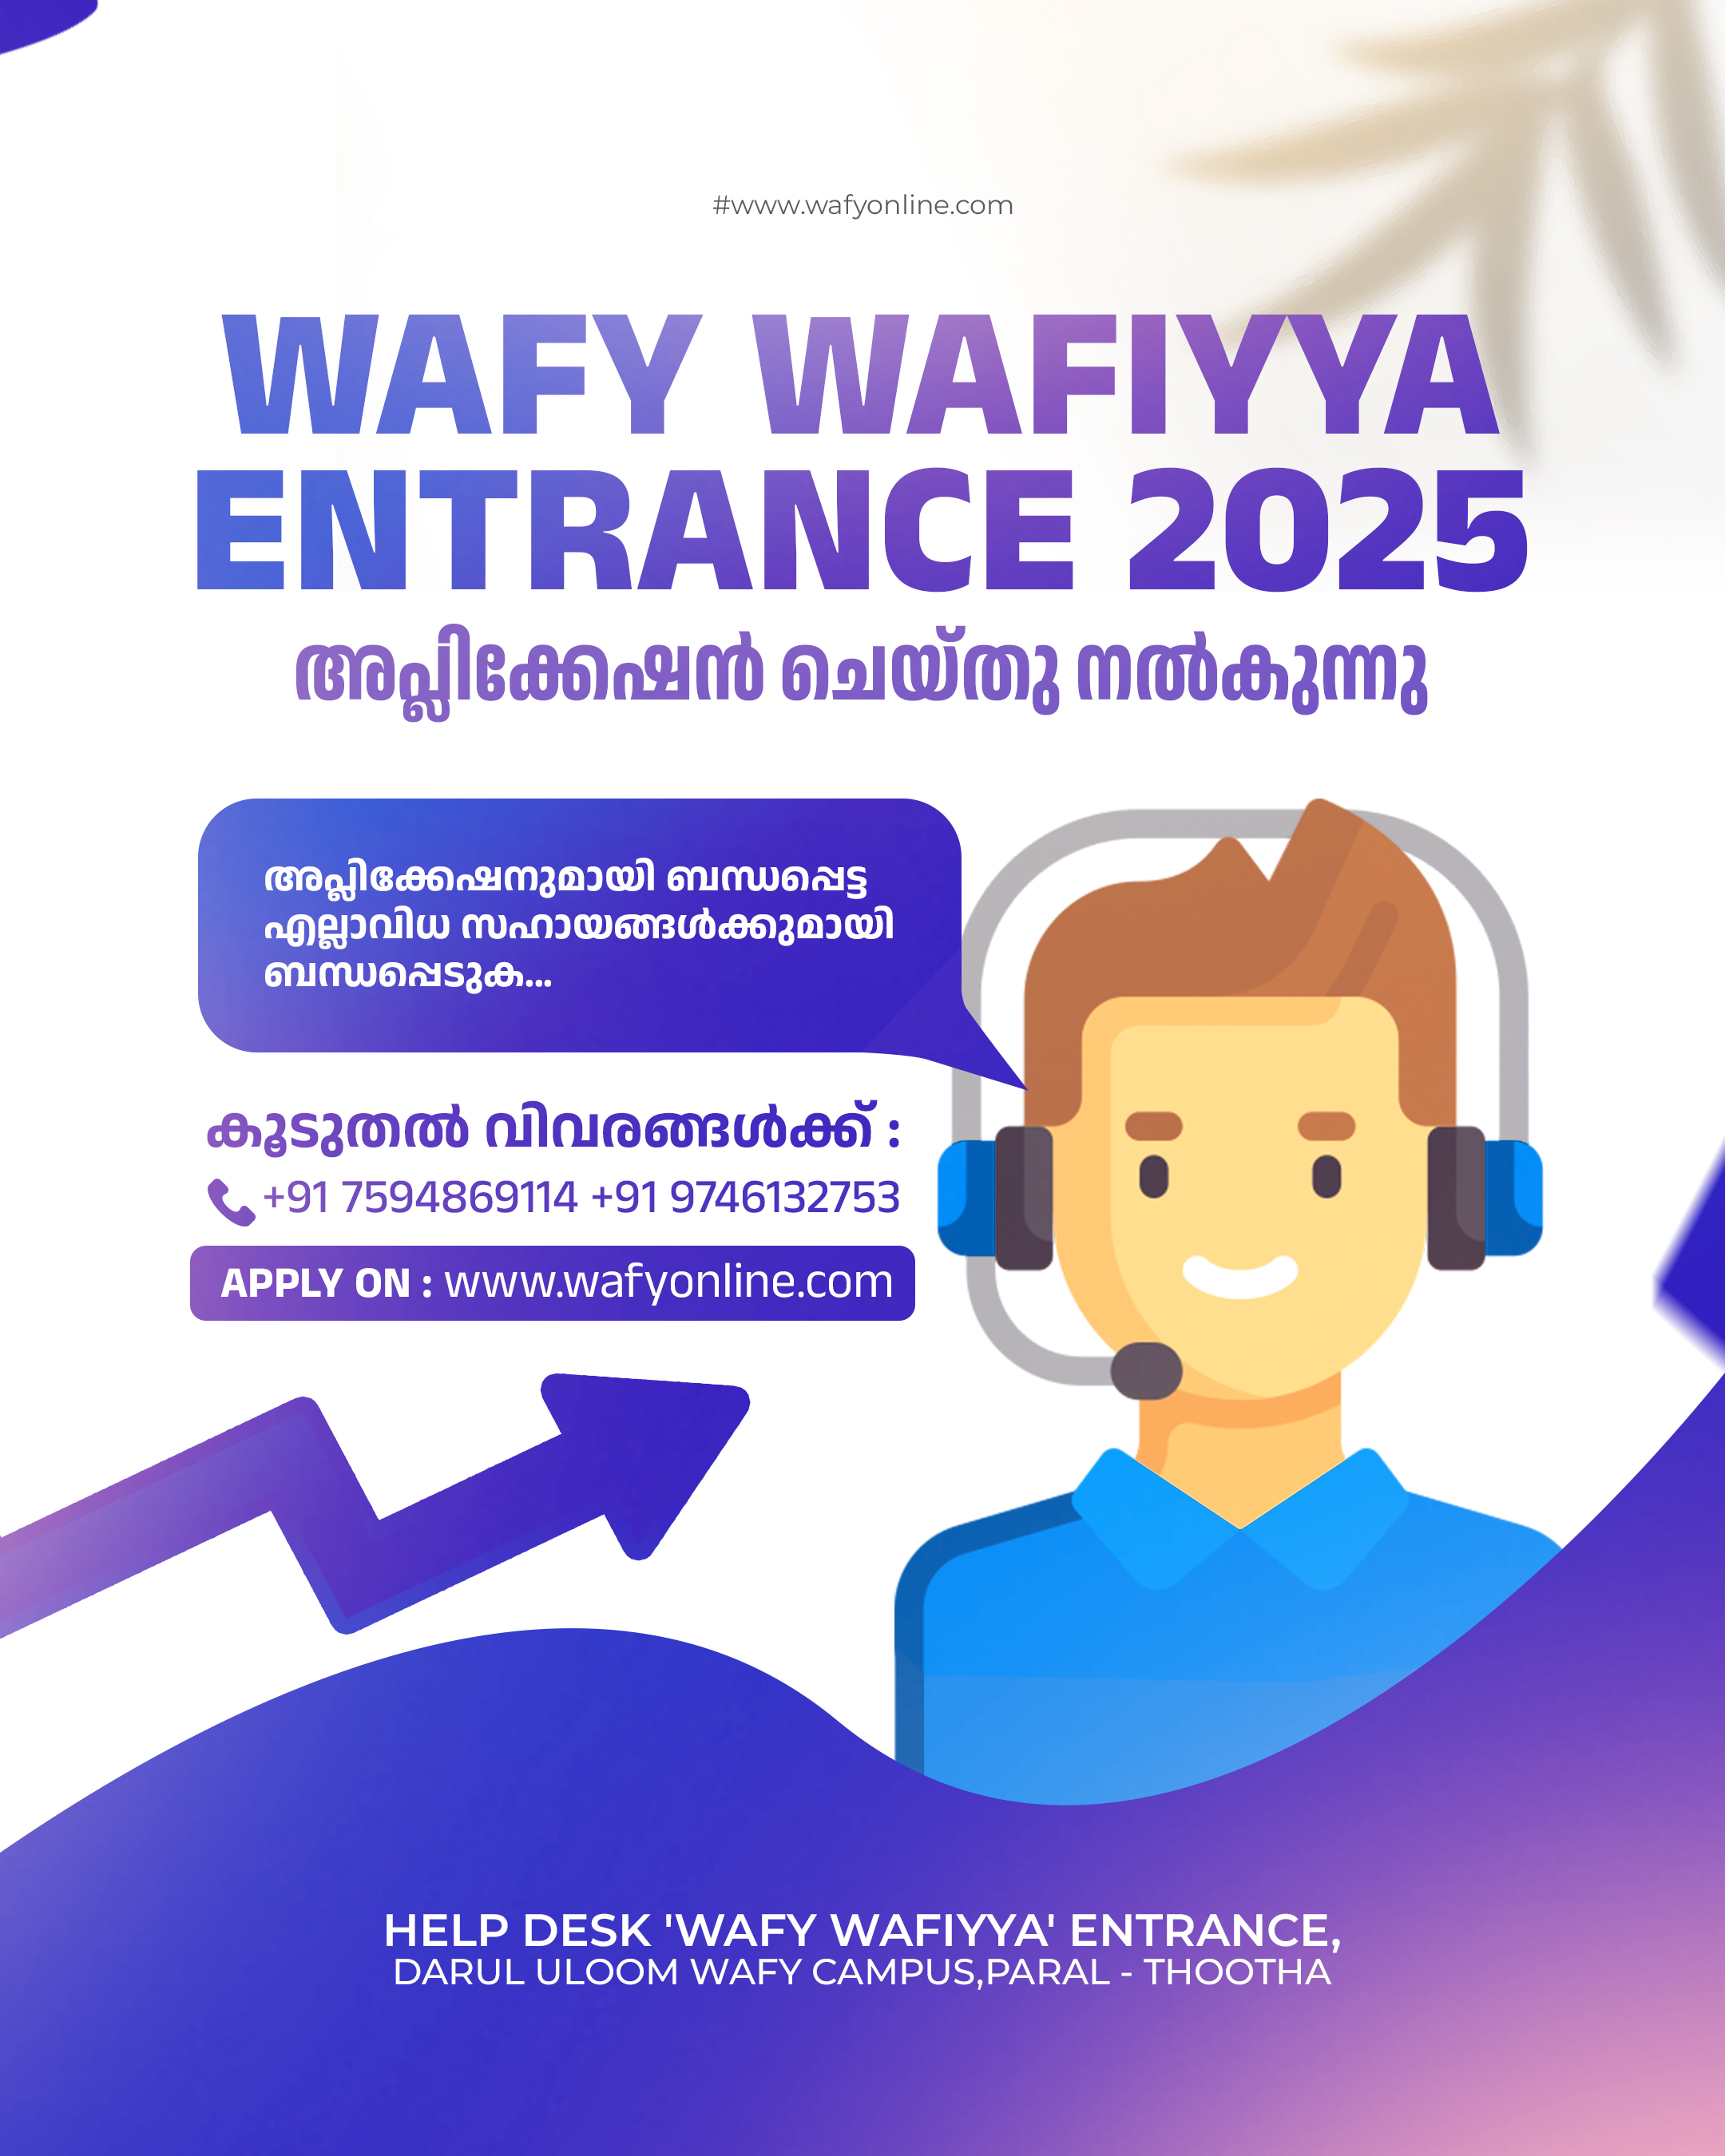 #www.wafyonline.com
WAFY WAFIYYA
ENTRANCE 2025
അപ്ലിക്കേഷൻ ചെയ്തു നൽകുന്നു
അപ്ലിക്കേഷനുമായി ബന്ധപ്പെട്ട
എല്ലാവിധ സഹായങ്ങൾക്കുമായി
ബന്ധപ്പെടുക...
കൂടുതൽ വിവരങ്ങൾക്ക് :
+91 7594869114 +91 9746132753
APPLY ON : www.wafyonline.com
HELP DESK 'WAFY WAFIYYA' ENTRANCE,
DARUL ULOOM WAFY CAMPUS,PARAL - THOOTHA